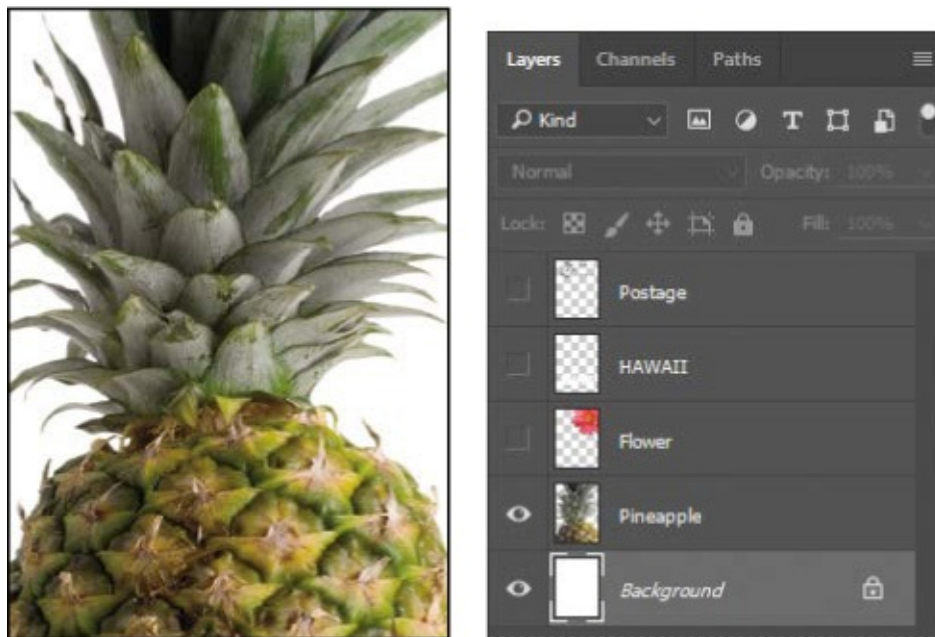 Layers Channels Paths
Kind
Normal Opacity: 100%
Lock: Fill: 100%
Postage
HAWAII
Flower
Pineapple
Background